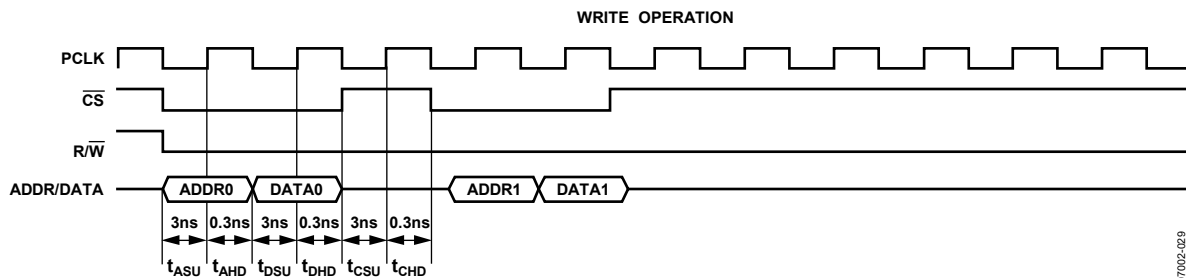 WRITE OPERATION
PCLK
CS
R/W
ADDR/DATA
ADDR0 DATA0 ADDR1 DATA1
3ns 0.3ns 3ns 0.3ns 3ns 0.3ns
tASU tAHD tDSU tDHD tCSU tCHD
7002-029